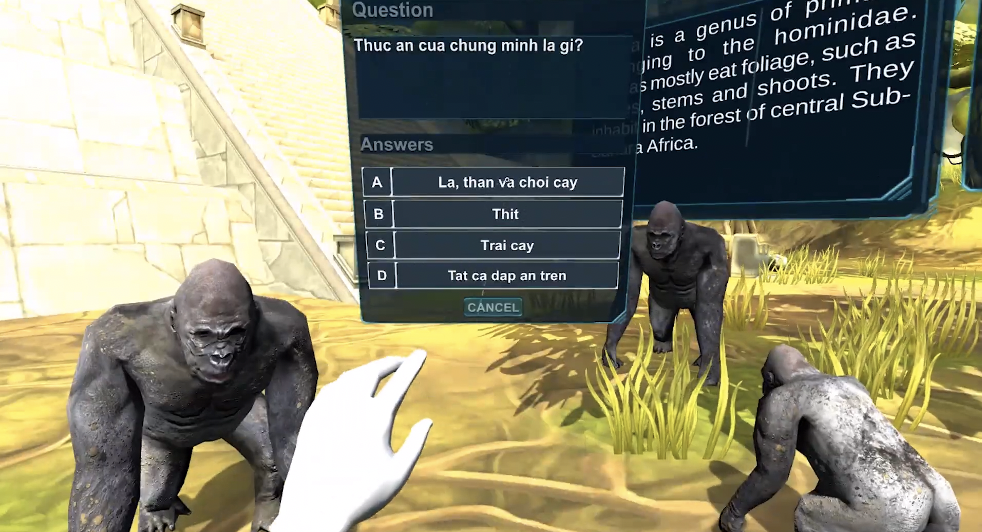 Question
Thuc an cua chung minh la gi?
Answers
A La, than va choi cay
B Thit
C Trai cay
D Tat ca dap an tren
CANCEL
is a genus of
to the hominidae.
mostly eat foliage, such as
stems and shoots. They
in the forest of central Sub-
Africa.